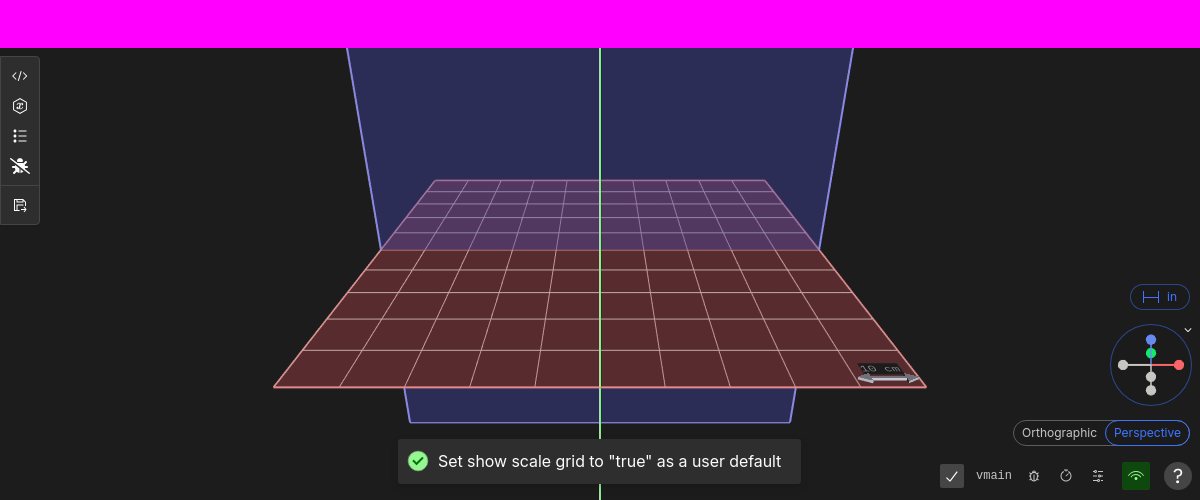 10 cm
in
Orthographic Perspective
Set show scale grid to "true" as a user default
vmain
?